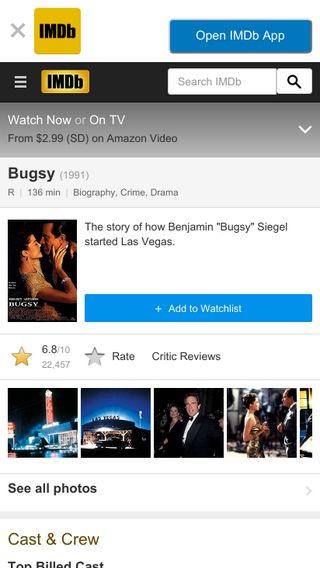 IMDb
Open IMDb App
IMDb
Search IMDb
Watch Now or On TV
From $2.99 (SD) on Amazon Video
Bugsy (1991)
R | 136 min | Biography, Crime, Drama
The story of how Benjamin "Bugsy" Siegel
started Las Vegas.
BUGSY
+ Add to Watchlist
6.8/10
22,457
Rate
Critic Reviews
See all photos
Cast & Crew
Top Billed Cast